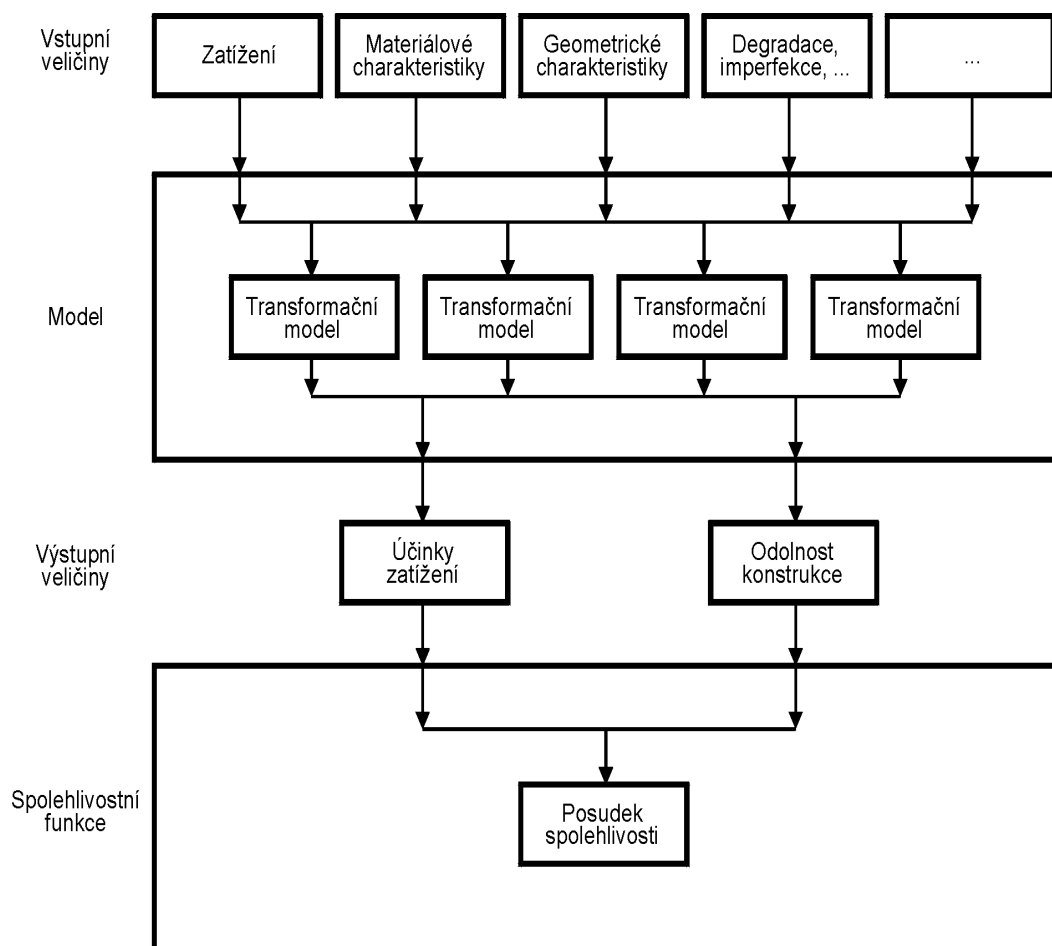 Vstupní
veličiny
Zatížení
Materiálové
charakteristiky
Geometrické
charakteristiky
Degradace,
imperfekce, ...
...
Model
Transformační
model
Transformační
model
Transformační
model
Transformační
model
Výstupní
veličiny
Účinky
zatížení
Odolnost
konstrukce
Spolehlivostní
funkce
Posudek
spolehlivosti